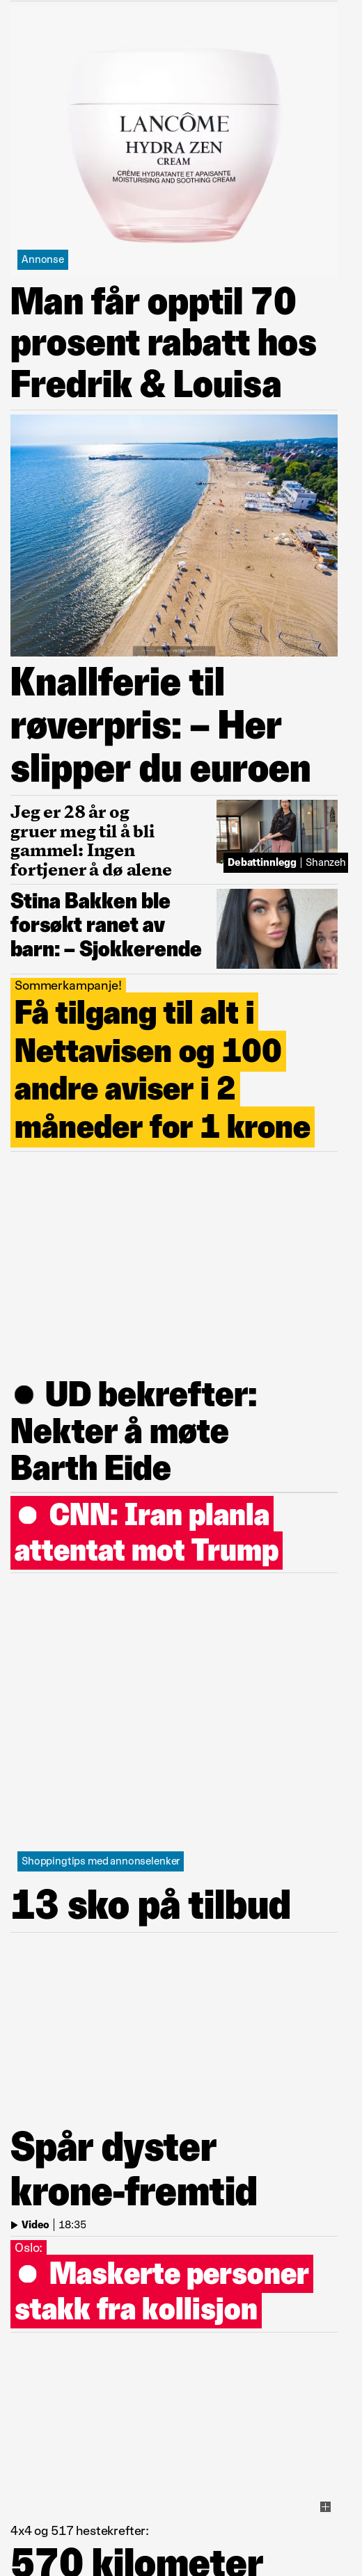 LANCÔME
HYDRA ZEN
CREAM
CRÈME HYDRATANTE ET APAISANTE
MOISTURISING AND SOOTHING CREAM
Annonse
Man får opptil 70
prosent rabatt hos
Fredrik & Louisa
Knallferie til
røverpris: – Her
slipper du euroen
Jeg er 28 år og
gruer meg til å bli
gammel: Ingen
fortjener å dø alene
Debattinnlegg | Shanzeh
Stina Bakken ble
forsøkt ranet av
barn: – Sjokkerende
Sommerkampanje!
Få tilgang til alt i
Nettavisen og 100
andre aviser i 2
måneder for 1 krone
● UD bekrefter:
Nekter å møte
Barth Eide
● CNN: Iran planla
attentat mot Trump
Shoppingtips med annonselenker
13 sko på tilbud
Spår dyster
krone-fremtid
Video | 18:35
Oslo:
● Maskerte personer
stakk fra kollisjon
4x4 og 517 hestekrefter:
570 kilometer